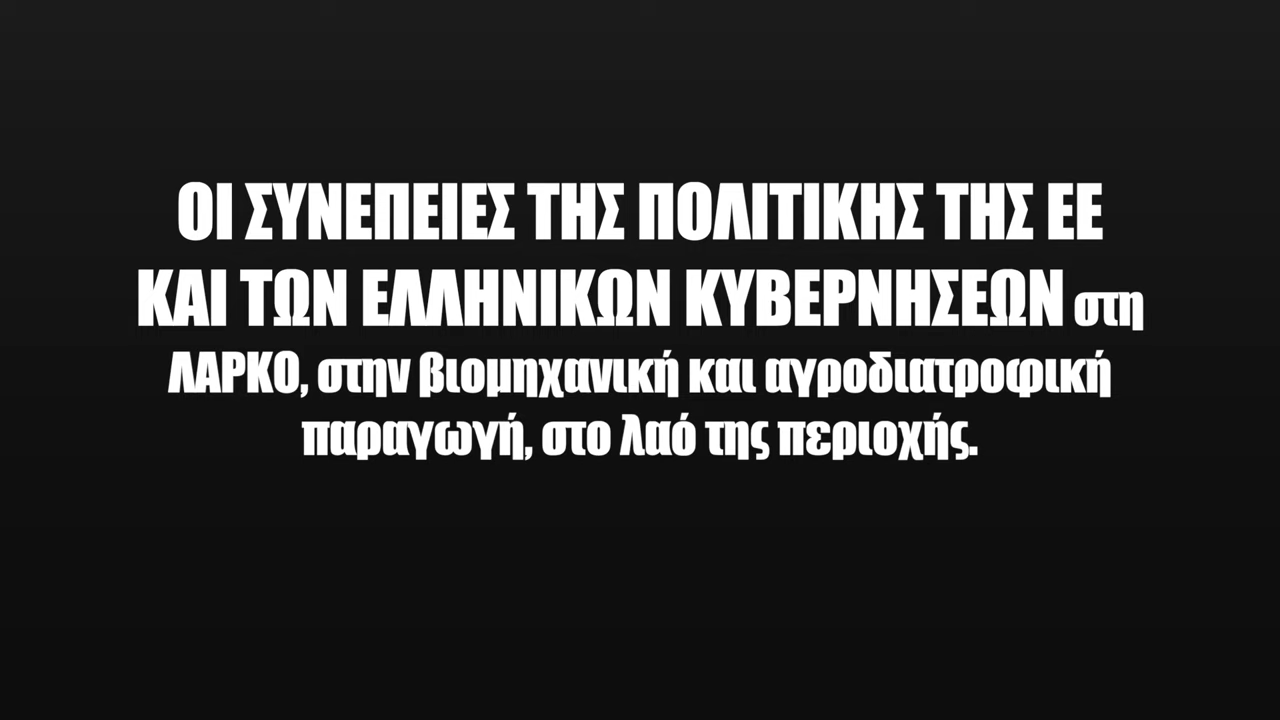 ΟΙ ΣΥΝΕΠΕΙΕΣ ΤΗΣ ΠΟΛΙΤΙΚΗΣ ΤΗΣ ΕΕ
ΚΑΙ ΤΩΝ ΕΛΛΗΝΙΚΩΝ ΚΥΒΕΡΝΗΣΕΩΝ στη
ΛΑΡΚΟ, στην βιομηχανική και αγροδιατροφική
παραγωγή, στο λαό της περιοχής.